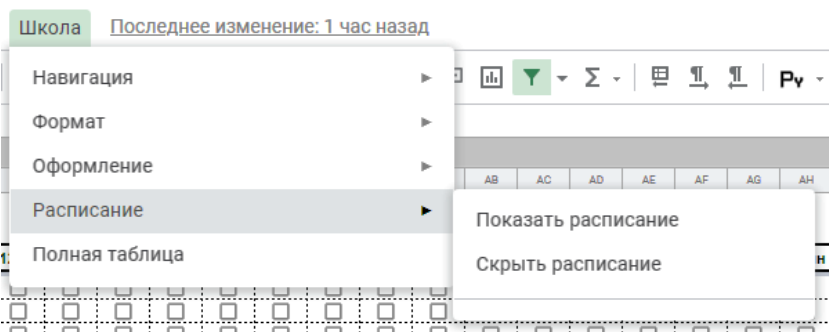 Школа Последнее изменение: 1 час назад
Навигация
Формат
Оформление
Расписание
Полная таблица
Σ Ру
AB AC AD AE AF AG AH
Показать расписание
Скрыть расписание